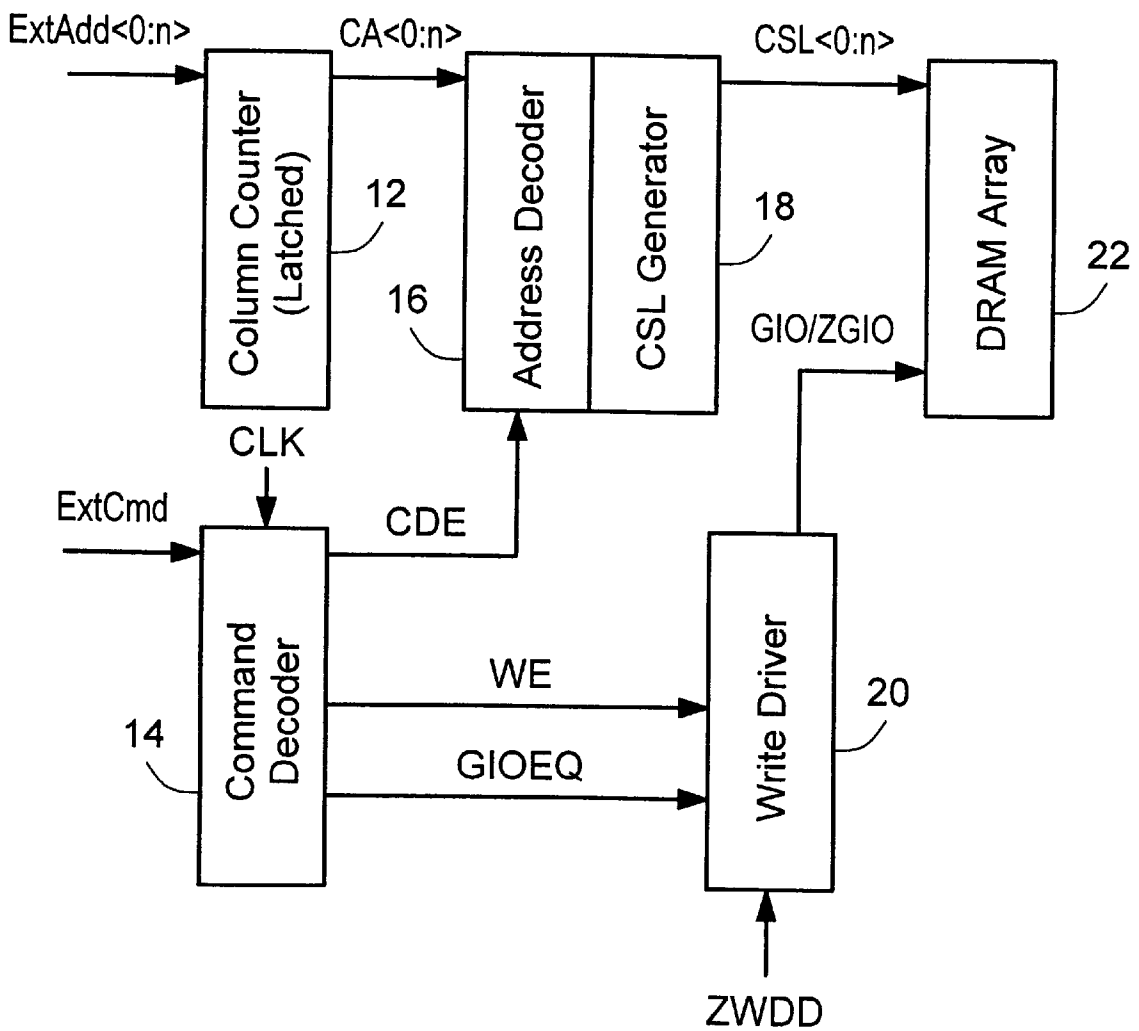 ExtAdd<0:n>
CA<0:n>
CSL<0:n>
Column Counter
(Latched)
12
Address Decoder
16
CSL Generator
18
DRAM Array
22
GIO/ZGIO
CLK
ExtCmd
CDE
Command
Decoder
14
WE
GIOEQ
Write Driver
20
ZWDD